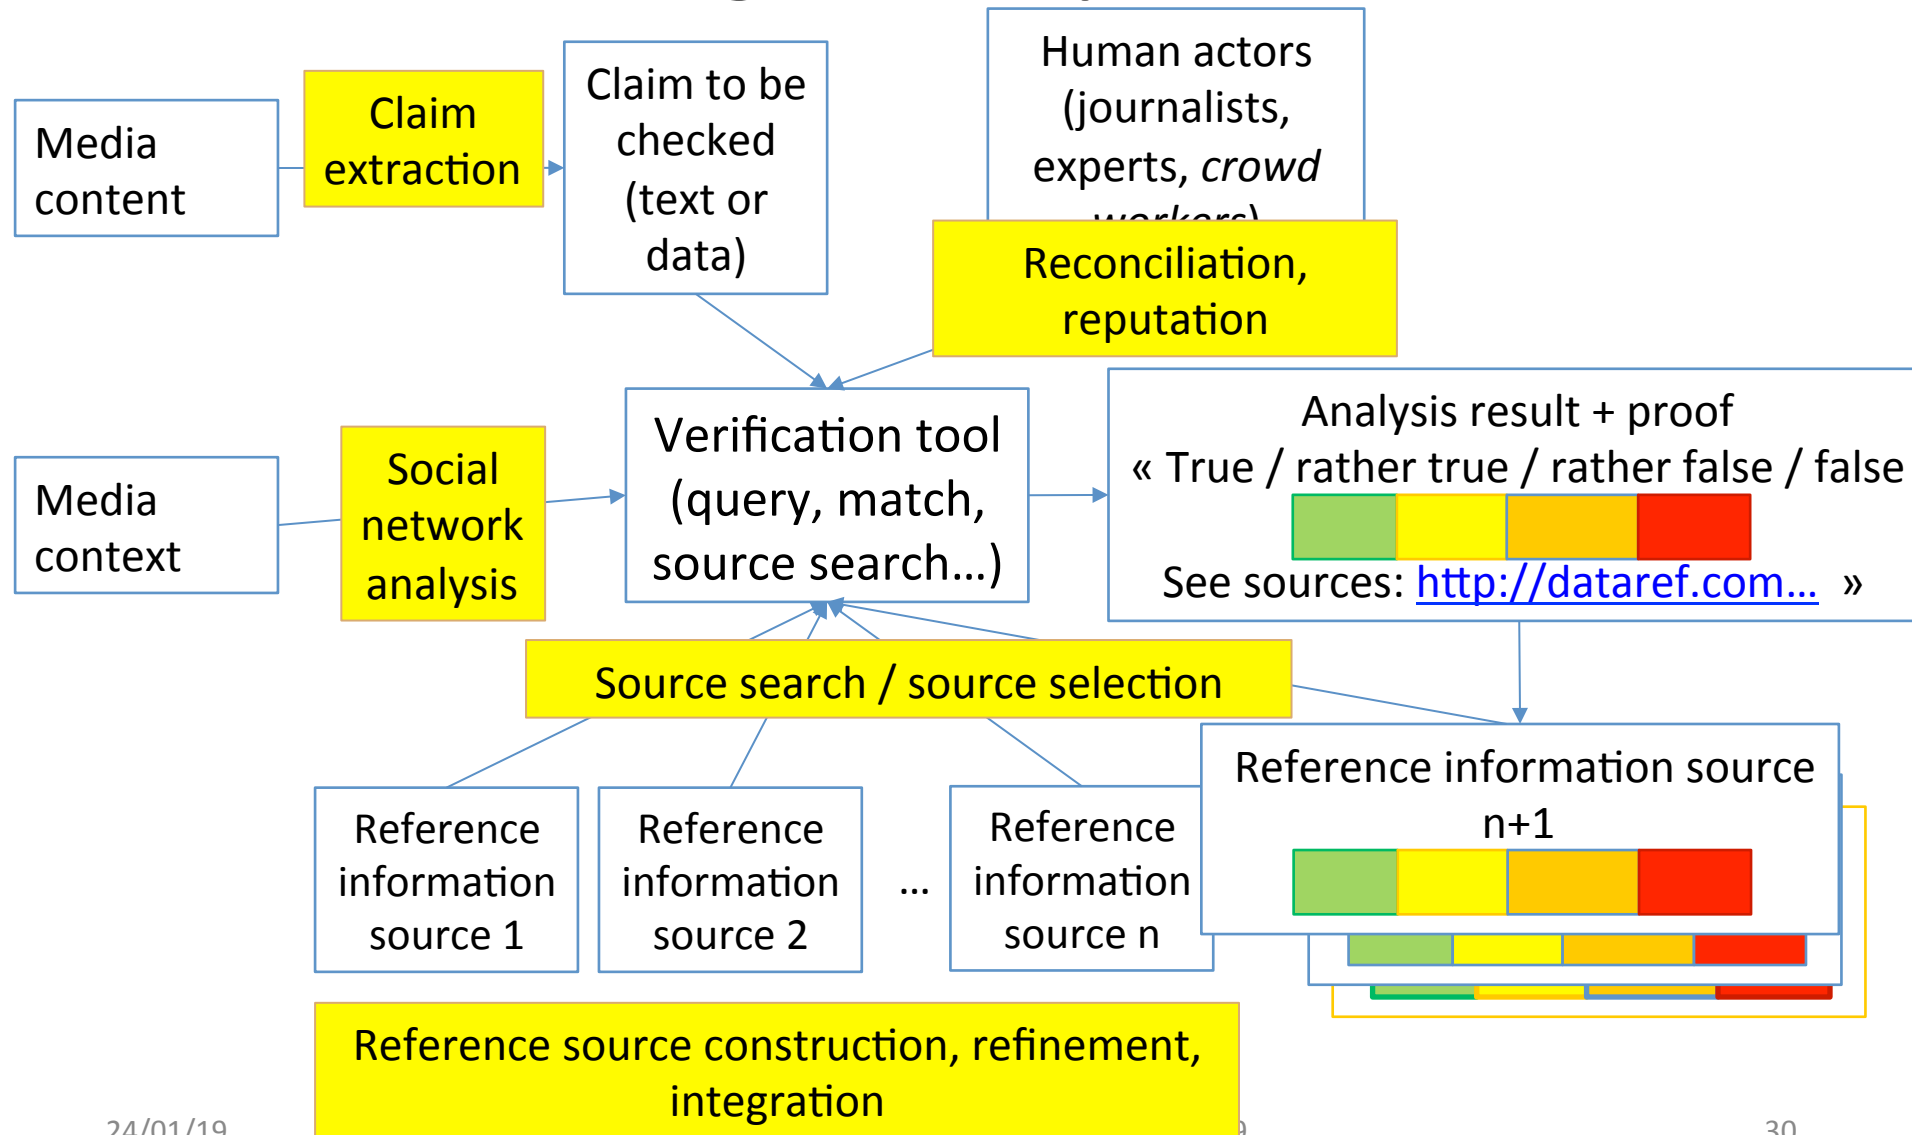 Media
content
Claim
extraction
Claim to be
checked
(text or
data)
Human actors
(journalists,
experts, crowd
workers)
Reconciliation,
reputation
Media
context
Social
network
analysis
Verification tool
(query, match,
source search...)
Analysis result + proof
« True / rather true / rather false / false
See sources: http://dataref.com... »
Source search / source selection
Reference
information
source 1
Reference
information
source 2
...
Reference
information
source n
Reference information source
n+1
Reference source construction, refinement,
integration
24/01/19
30